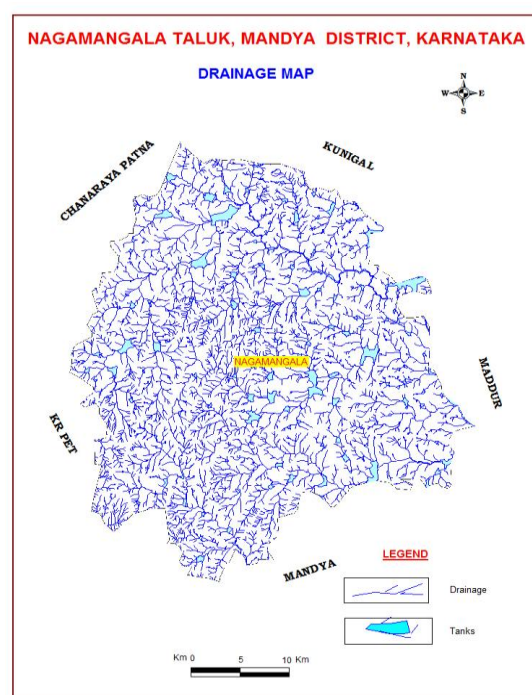 NAGAMANGALA TALUK, MANDYA DISTRICT, KARNATAKA
DRAINAGE MAP
N
W E
S
CHANARAYA PATNA
KUNIGAL
NAGAMANGALA
MADDUR
KR PET
MANDYA
LEGEND
Drainage
Tanks
Km 0 5 10 Km